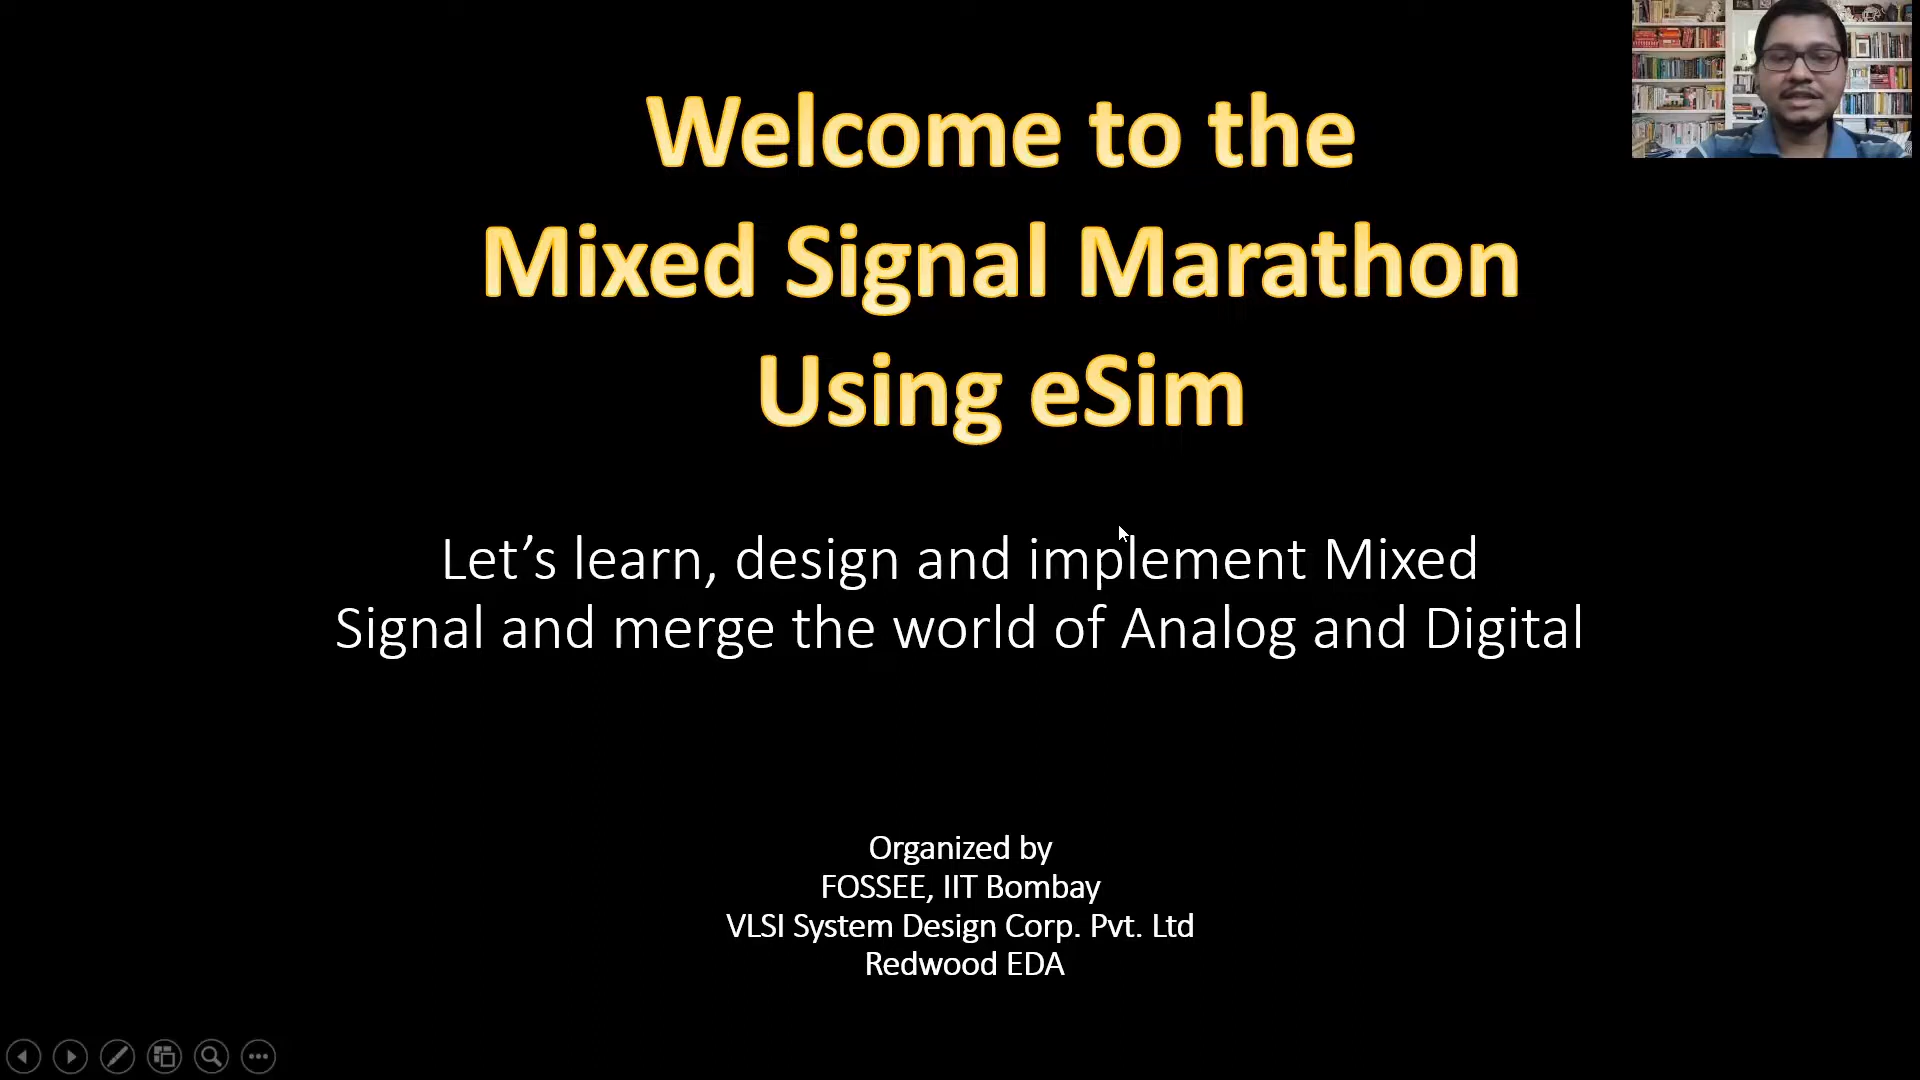 Welcome to the
Mixed Signal Marathon
Using eSim
Let’s learn, design and implement Mixed
Signal and merge the world of Analog and Digital
Organized by
FOSSEE, IIT Bombay
VLSI System Design Corp. Pvt. Ltd
Redwood EDA